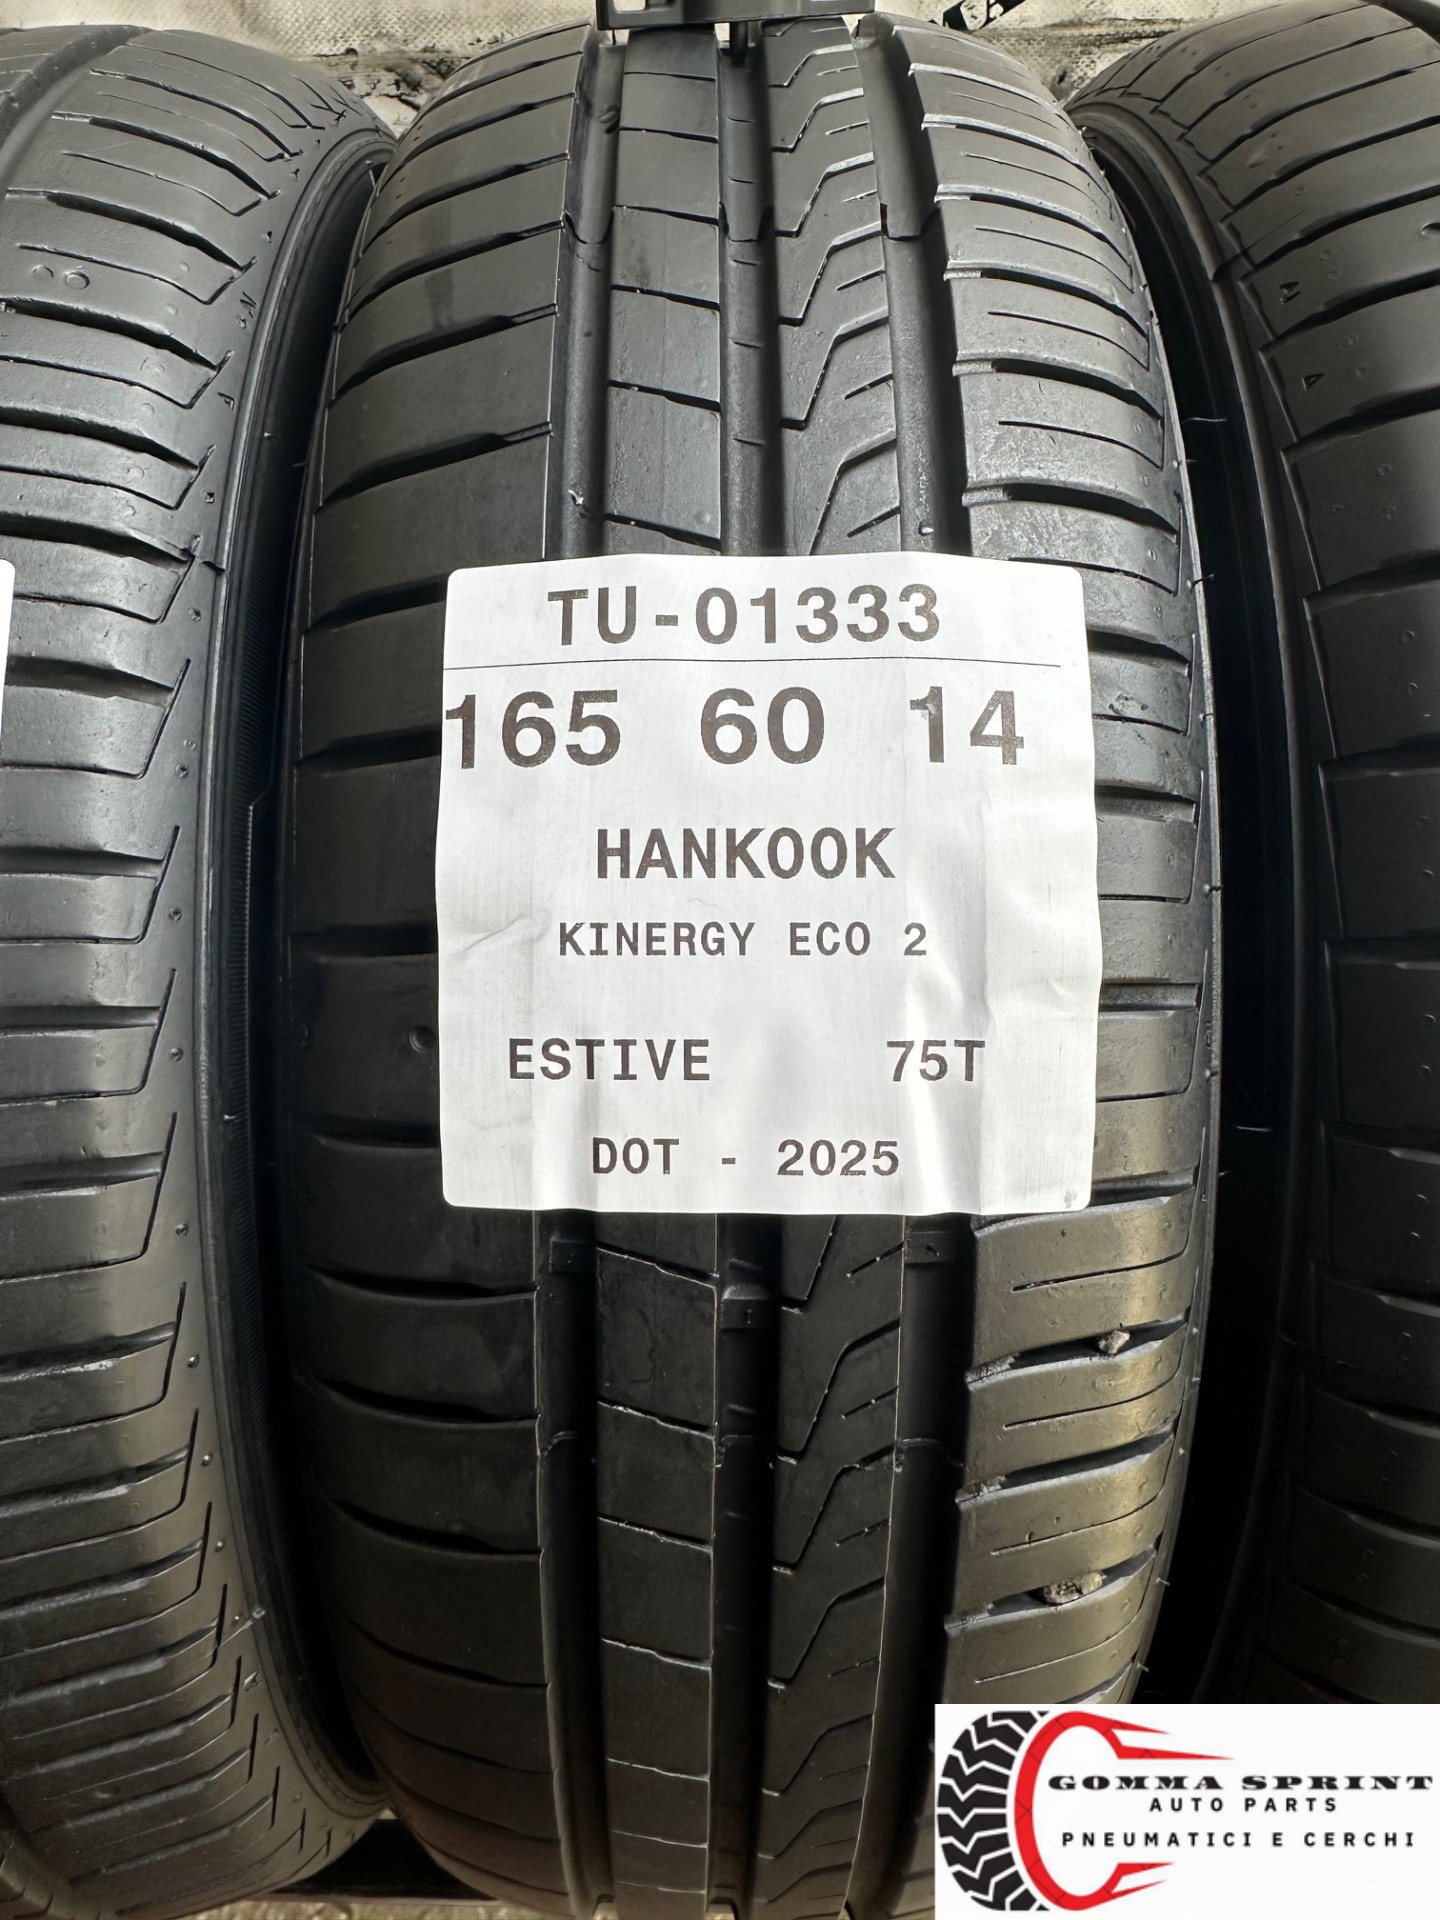 TU-01333
165 60 14
HANKOOK
KINERGY ECO 2
ESTIVE 75T
DOT - 2025
GOMMA SPRINT
AUTO PARTS
PNEUMATICI E CERCHI